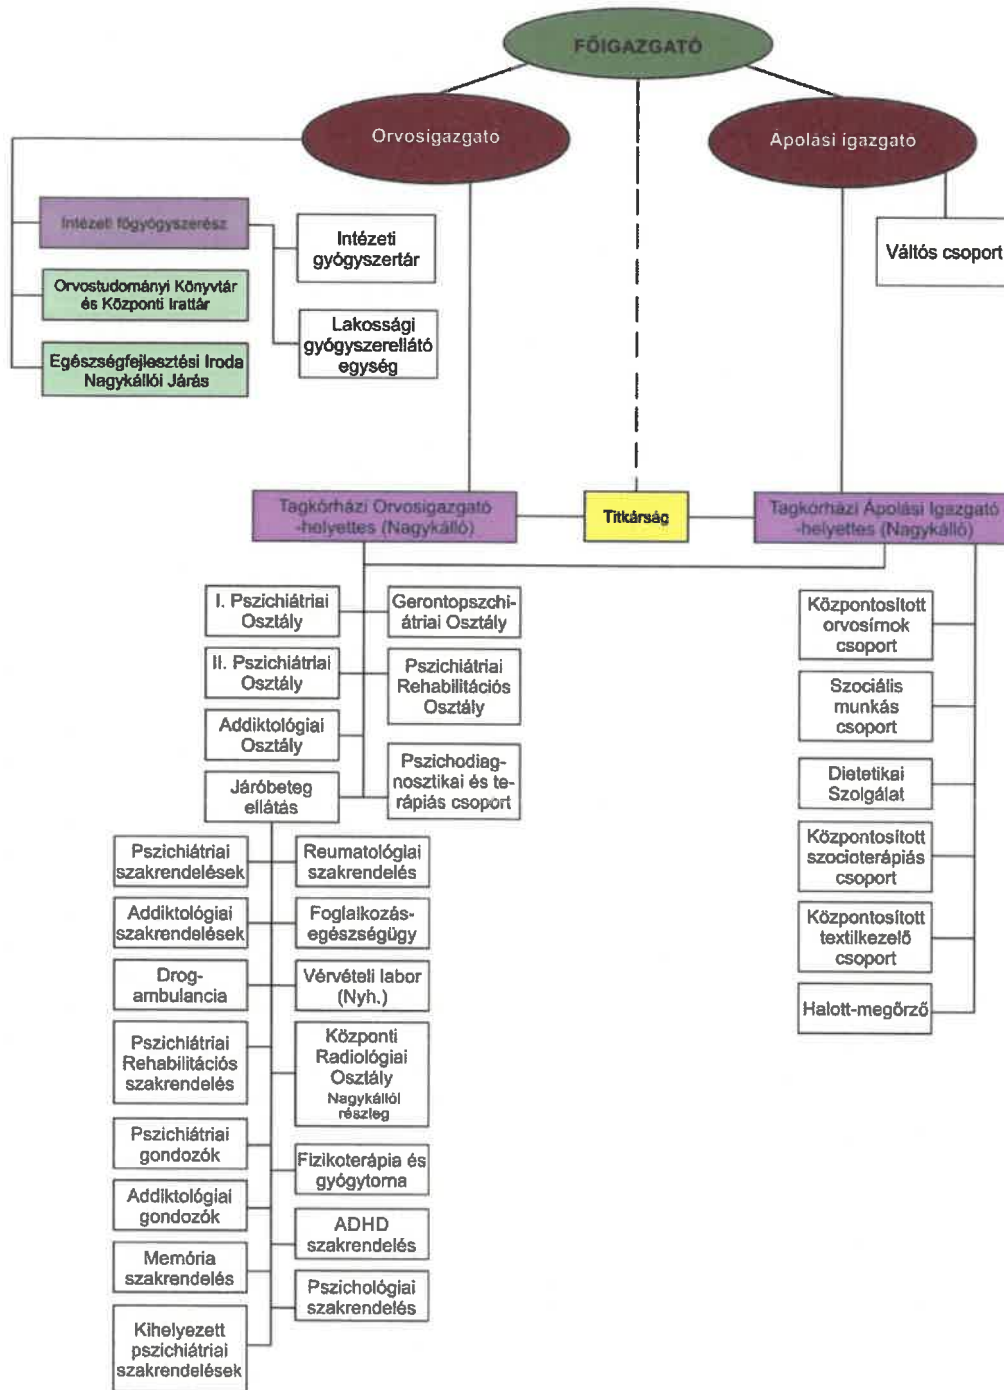 FŐIGAZGATÓ
Orvosigazgató
Ápolási igazgató
Intézeti főgyógyszerész
Intézeti
gyógyszertár
Váltós csoport
Orvostudományi Könyvtár
és Központi Irattár
Lakossági
gyógyszerellátó
egység
Egészségfejlesztési Iroda
Nagykállói Járás
Tagkórházi Orvosigazgató
-helyettes (Nagykálló)
Titkárság
Tagkórházi Ápolási Igazgató
-helyettes (Nagykálló)
I. Pszichiátriai
Osztály
Gerontopszchi-
átriai Osztály
II. Pszichiátriai
Osztály
Pszichiátriai
Rehabilitációs
Osztály
Addiktológiai
Osztály
Járóbeteg
ellátás
Pszichodiag-
nosztikai és te-
rápiás csoport
Központosított
orvosírnok
csoport
Szociális
munkás
csoport
Dietetikai
Szolgálat
Központosított
szocioterápiás
csoport
Központosított
textilkezelő
csoport
Halott-megőrző
Pszichiátriai
szakrendelések
Reumatológiai
szakrendelés
Addiktológiai
szakrendelések
Foglalkozás-
egészségügy
Drog-
ambulancia
Vérvételi labor
(Nyh.)
Pszichiátriai
Rehabilitációs
szakrendelés
Központi
Radiológiai
Osztály
Nagykállói
részleg
Pszichiátriai
gondozók
Fizikoterápia és
gyógytorna
Addiktológiai
gondozók
ADHD
szakrendelés
Memória
szakrendelés
Pszichológiai
szakrendelés
Kihelyezett
pszichiátriai
szakrendelések